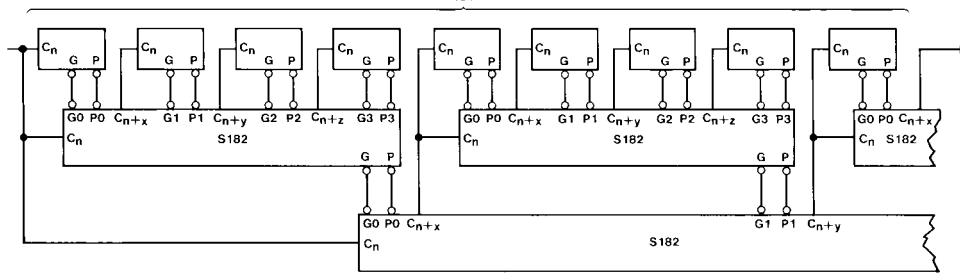 Cn Cn Cn Cn Cn Cn Cn Cn Cn
G P G P G P G P G P G P G P G P G P
G0 P0 Cn+x G1 P1 Cn+y G2 P2 Cn+z G3 P3 G0 P0 Cn+x G1 P1 Cn+y G2 P2 Cn+z G3 P3 G0 P0 Cn+x
Cn S182 Cn S182 Cn S182
G P G P
G0 P0 Cn+x G1 P1 Cn+y
Cn S182